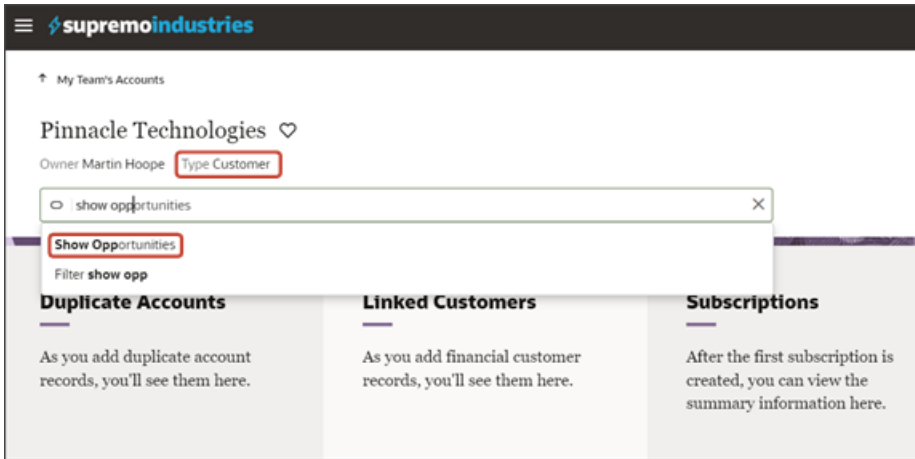 supremoindustries
My Team's Accounts
Pinnacle Technologies
Owner Martin Hoope Type Customer
show opportunities
Show Opportunities
Filter show opp
Duplicate Accounts
As you add duplicate account
records, you'll see them here.
Linked Customers
As you add financial customer
records, you'll see them here.
Subscriptions
After the first subscription is
created, you can view the
summary information here.